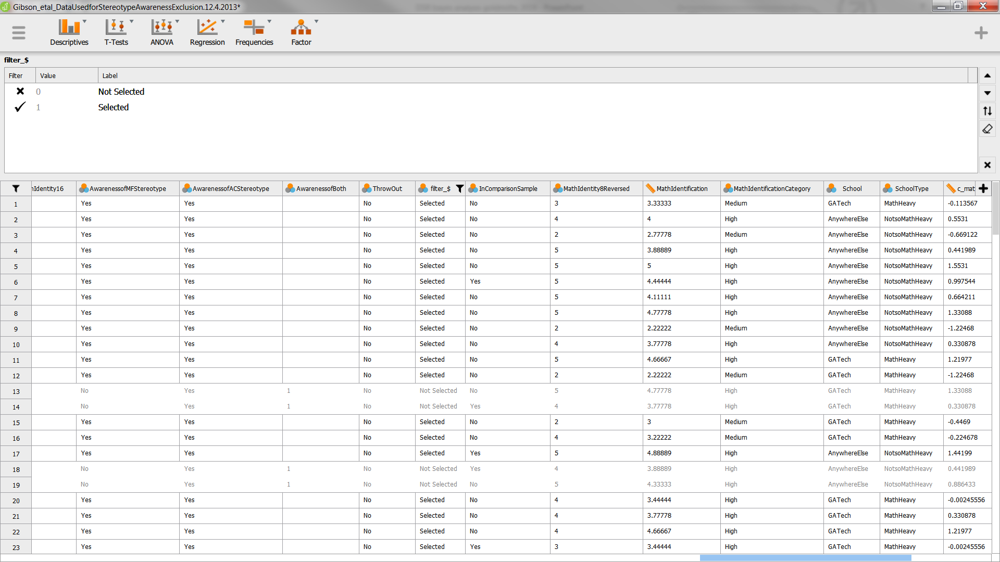 Gibson_etal_DataUsedforStereotypeAwarenessExclusion.12.4.2013*
Descriptives T-Tests ANOVA Regression Frequencies Factor
filter_$
Filter Value Label
0 Not Selected
1 Selected
nIdentity16 AwarenessofMFStereotype AwarenessofACStereotype AwarenessofBoth ThrowOut filter_$ InComparisonSample MathIdentity8Reversed MathIdentification MathIdentificationCategory School SchoolType c_mat
1 Yes Yes No Selected No 3 3.33333 Medium GATech MathHeavy -0.113567
2 Yes Yes No Selected No 4 4 High AnywhereElse NotsoMathHeavy 0.5531
3 Yes Yes No Selected No 2 2.77778 Medium AnywhereElse NotsoMathHeavy -0.669122
4 Yes Yes No Selected No 5 3.88889 High AnywhereElse NotsoMathHeavy 0.441989
5 Yes Yes No Selected No 5 5 High AnywhereElse NotsoMathHeavy 1.5531
6 Yes Yes No Selected Yes 5 4.44444 High AnywhereElse NotsoMathHeavy 0.997544
7 Yes Yes No Selected No 5 4.11111 High AnywhereElse NotsoMathHeavy 0.664211
8 Yes Yes No Selected No 5 4.77778 High AnywhereElse NotsoMathHeavy 1.33088
9 Yes Yes No Selected No 2 2.22222 Medium AnywhereElse NotsoMathHeavy -1.22468
10 Yes Yes No Selected No 4 3.77778 High AnywhereElse NotsoMathHeavy 0.330878
11 Yes Yes No Selected No 5 4.66667 High GATech MathHeavy 1.21977
12 Yes Yes No Selected No 2 2.22222 Medium GATech MathHeavy -1.22468
13 No Yes 1 No Not Selected No 5 4.77778 High GATech MathHeavy 1.33088
14 No Yes 1 No Not Selected Yes 4 3.77778 High GATech MathHeavy 0.330878
15 Yes Yes No Selected No 2 3 Medium GATech MathHeavy -0.4469
16 Yes Yes No Selected No 4 3.22222 Medium GATech MathHeavy -0.224678
17 Yes Yes No Selected Yes 5 4.88889 High AnywhereElse NotsoMathHeavy 1.44199
18 No Yes 1 No Not Selected Yes 4 3.88889 High AnywhereElse NotsoMathHeavy 0.441989
19 No Yes 1 No Not Selected No 5 4.33333 High AnywhereElse NotsoMathHeavy 0.886433
20 Yes Yes No Selected No 4 3.44444 High GATech MathHeavy -0.00245556
21 Yes Yes No Selected No 4 3.77778 High GATech MathHeavy 0.330878
22 Yes Yes No Selected No 4 4.66667 High GATech MathHeavy 1.21977
23 Yes Yes No Selected Yes 3 3.44444 High GATech MathHeavy -0.00245556